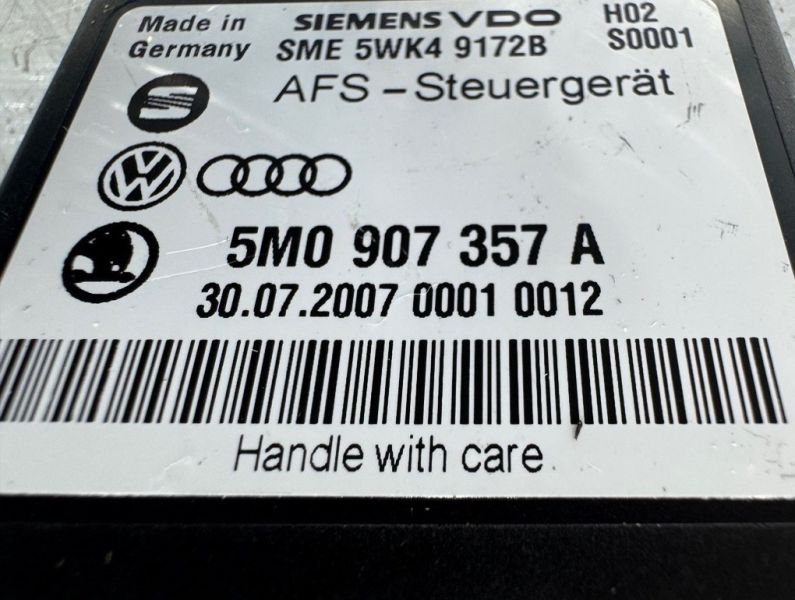 Made in SIEMENS VDO H02
Germany SME 5WK4 9172B S0001
AFS – Steuergerät
5M0 907 357 A
30.07.2007 0001 0012
Handle with care